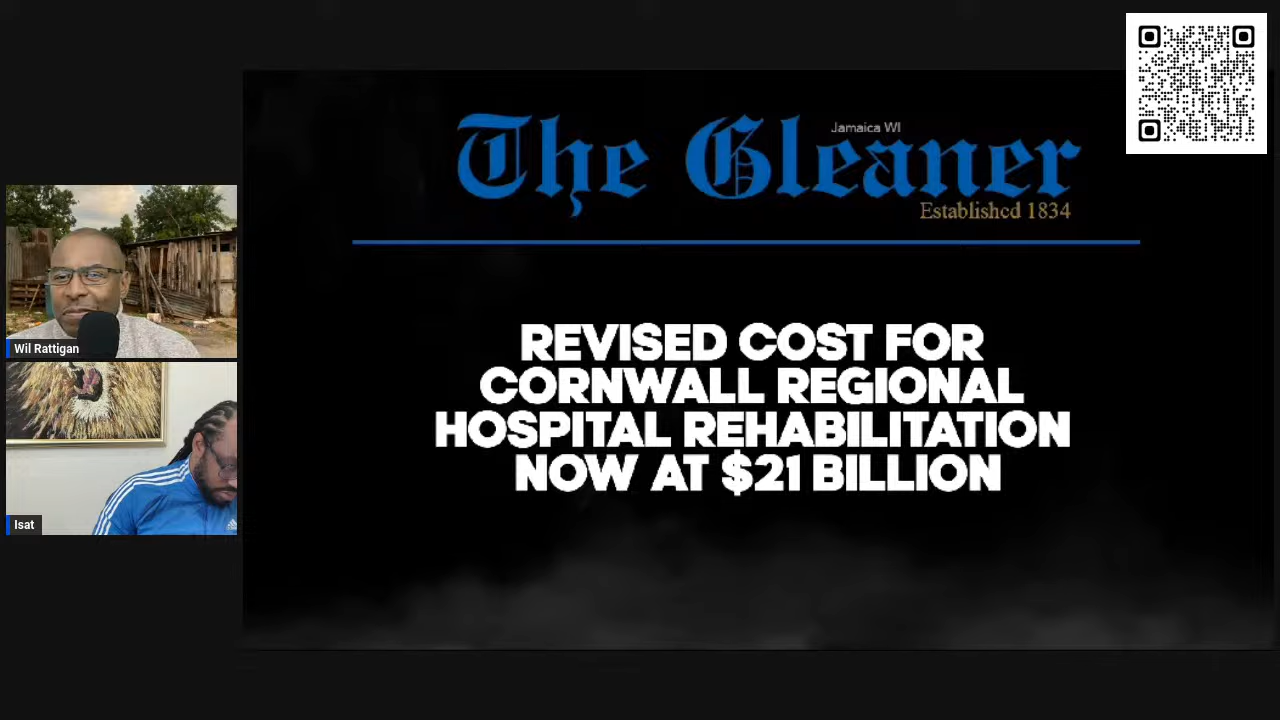 Jamaica WI
The Gleaner
Established 1834
REVISED COST FOR
CORNWALL REGIONAL
HOSPITAL REHABILITATION
NOW AT $21 BILLION
Wil Rattigan
Isat